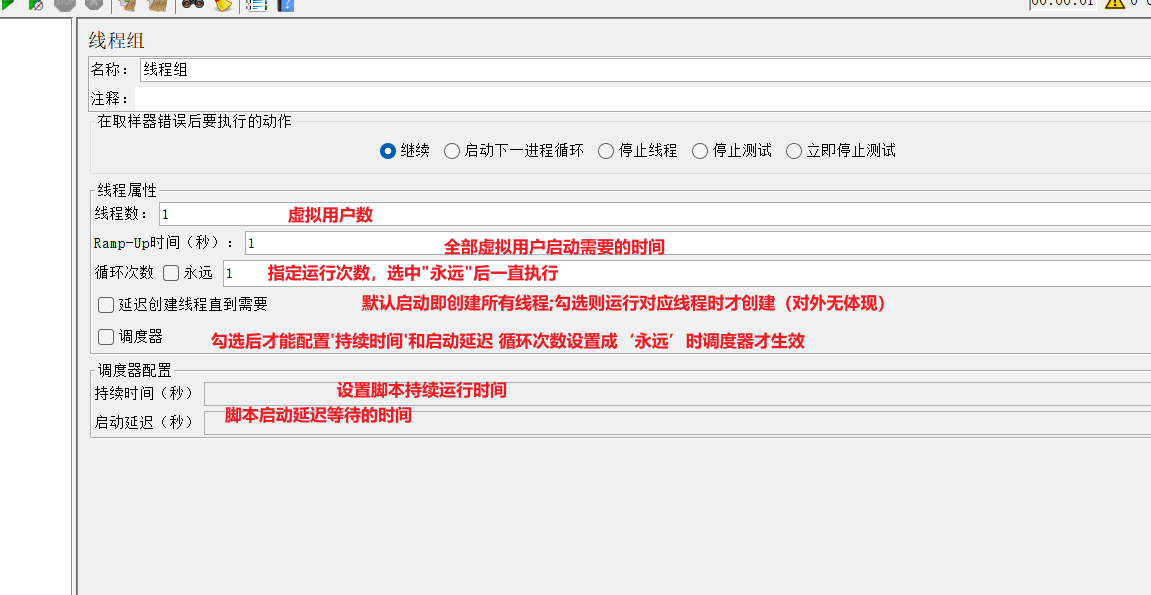 线程组
名称： 线程组
注释：
在取样器错误后要执行的动作
继续 启动下一进程循环 停止线程 停止测试 立即停止测试
线程属性
线程数： 1 虚拟用户数
Ramp-Up时间（秒）： 1 全部虚拟用户启动需要的时间
循环次数 永远 1 指定运行次数，选中"永远"后一直执行
延迟创建线程直到需要 默认启动即创建所有线程;勾选则运行对应线程时才创建（对外无体现）
调度器 勾选后才能配置'持续时间'和启动延迟 循环次数设置成‘永远’时调度器才生效
调度器配置
持续时间（秒） 设置脚本持续运行时间
启动延迟（秒） 脚本启动延迟等待的时间